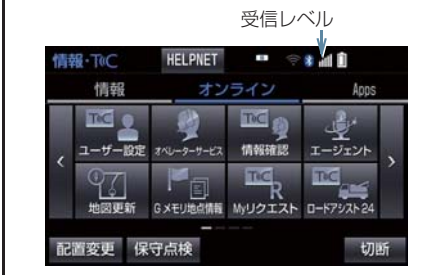 受信レベル
情報・T@C HELPNET
情報 オンライン Apps
T@C T@C
ユーザー設定 オペレーターサービス 情報確認 エージェント
T@C T@C
地図更新 Gメモリ地点情報 Myリクエスト ロードアシスト24
配置変更 保守点検 切断